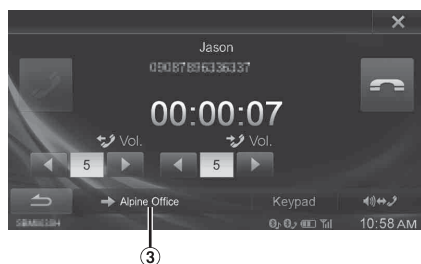 Jason
09087896336337
00:00:07
Vol. Vol.
5 5
Alpine Office Keypad
10:58 AM
3